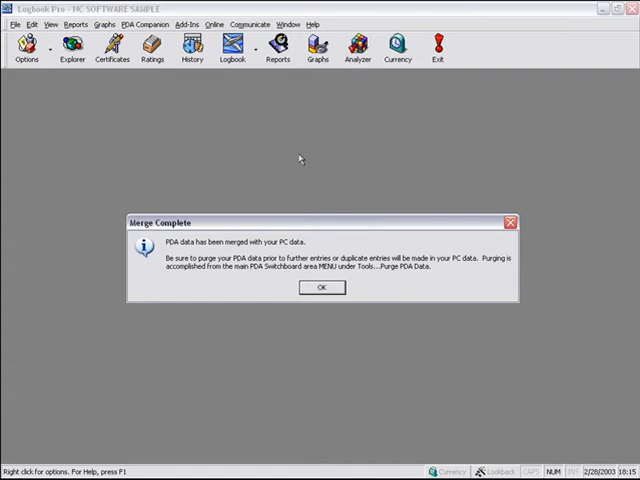 Logbook Pro - NC SOFTWARE SAMPLE
File Edit View Reports Graphs PDA Companion Add-Ins Online Communicate Window Help
Options Explorer Certificates Ratings History Logbook Reports Graphs Analyzer Currency Exit
Merge Complete
PDA data has been merged with your PC data.
Be sure to purge your PDA data prior to further entries or duplicate entries will be made in your PC data. Purging is
accomplished from the main PDA Switchboard area MENU under Tools...Purge PDA Data.
OK
Right click for options. For Help, press F1 Currency Lookback CAPS NUM INS 2/28/2003 18:15